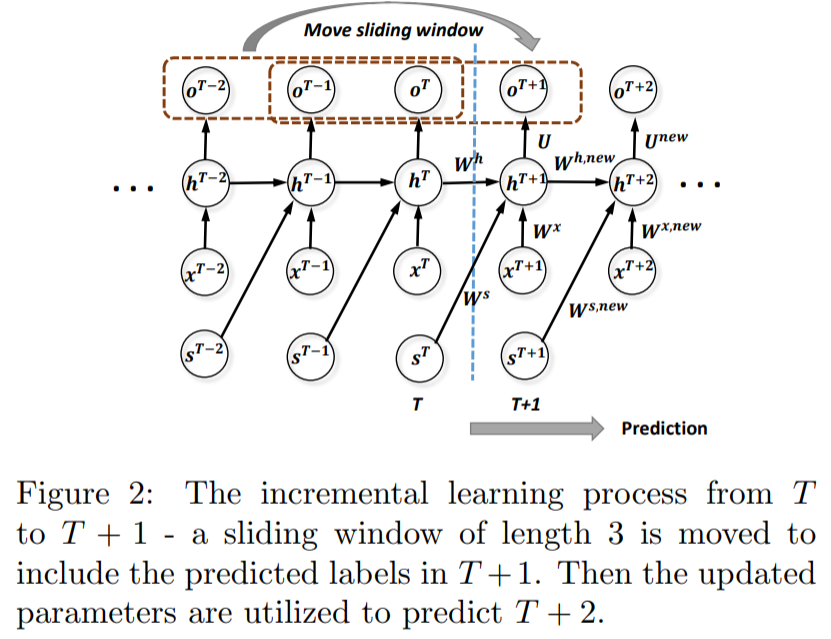 Move sliding window
o^{T−2} o^{T−1} o^T o^{T+1} o^{T+2}
U U^{new}
W^h W^{h,new}
... h^{T−2} h^{T−1} h^T h^{T+1} h^{T+2} ...
W^x W^{x,new}
x^{T−2} x^{T−1} x^T x^{T+1} x^{T+2}
W^s W^{s,new}
s^{T−2} s^{T−1} s^T s^{T+1}
T T+1
Prediction
Figure 2: The incremental learning process from T
to T + 1 - a sliding window of length 3 is moved to
include the predicted labels in T+1. Then the updated
parameters are utilized to predict T + 2.